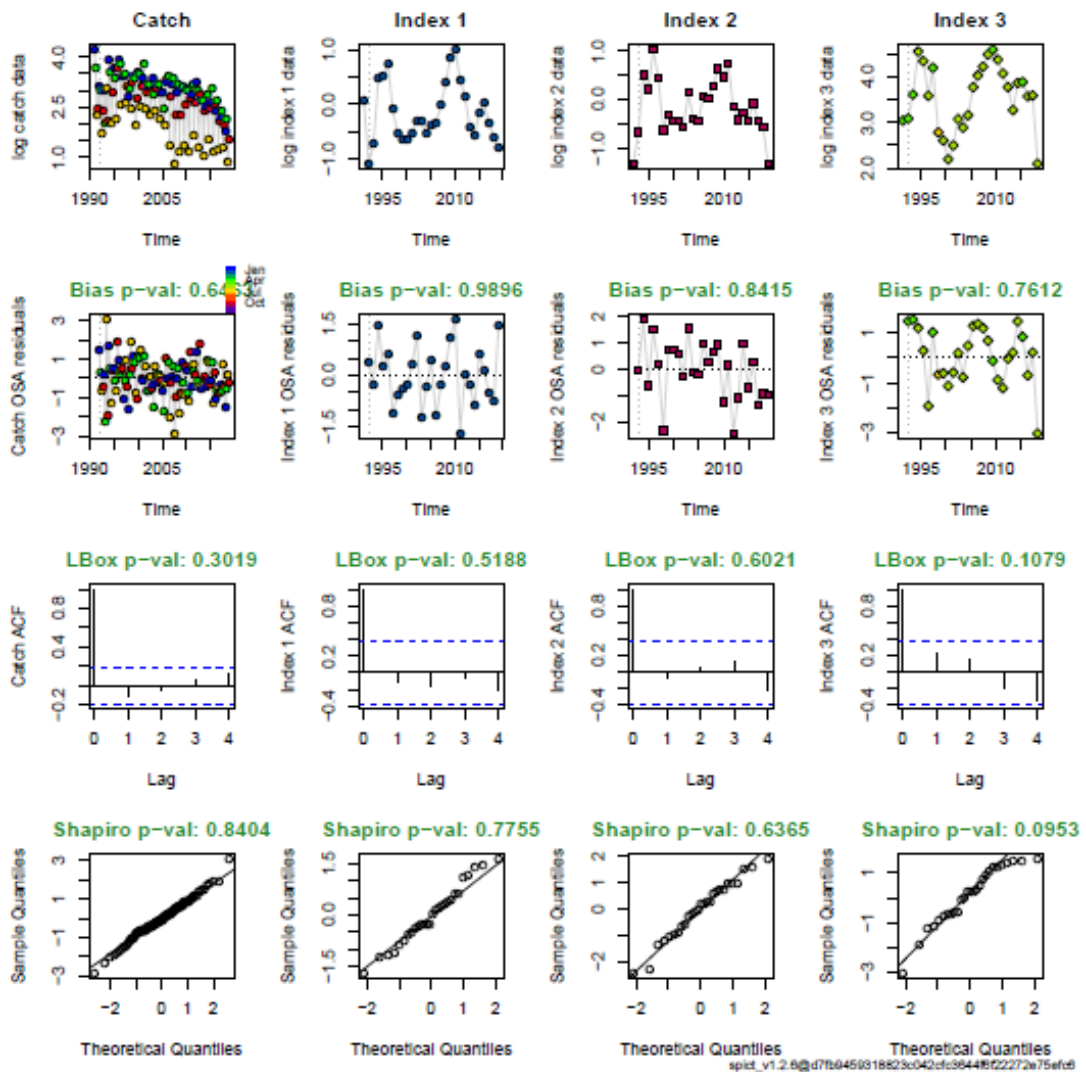 Catch Index 1 Index 2 Index 3
log catch data 1.0 2.5 4.0
log index 1 data −1.0 0.0 1.0
log index 2 data −1.0 0.0 1.0
log index 3 data 2.0 3.0 4.0
1990 2005 1995 2010 1995 2010 1995 2010
Time Time Time Time
Jan
Apr
Jul
Oct
Bias p−val: Bias p−val: 0.9896 Bias p−val: 0.8415 Bias p−val: 0.7612
Catch OSA residuals −3 −1 1 3
Index 1 OSA residuals −1.5 0.0 1.5
Index 2 OSA residuals −2 0 1 2
Index 3 OSA residuals −3 −1 1
1990 2005 1995 2010 1995 2010 1995 2010
Time Time Time Time
LBox p−val: 0.3019 LBox p−val: 0.5188 LBox p−val: 0.6021 LBox p−val: 0.1079
Catch ACF −0.2 0.4 0.8
Index 1 ACF −0.4 0.2 0.8
Index 2 ACF −0.4 0.2 0.8
Index 3 ACF −0.4 0.2 0.8
0 1 2 3 4 0 1 2 3 4 0 1 2 3 4 0 1 2 3 4
Lag Lag Lag Lag
Shapiro p−val: 0.8404 Shapiro p−val: 0.7755 Shapiro p−val: 0.6365 Shapiro p−val: 0.0953
Sample Quantiles −3 −1 1 3
Sample Quantiles −1.5 0.0 1.5
Sample Quantiles −2 0 1 2
Sample Quantiles −3 −1 1
−2 0 1 2 −2 0 1 2 −2 0 1 2 −2 0 1 2
Theoretical Quantiles Theoretical Quantiles Theoretical Quantiles Theoretical Quantiles